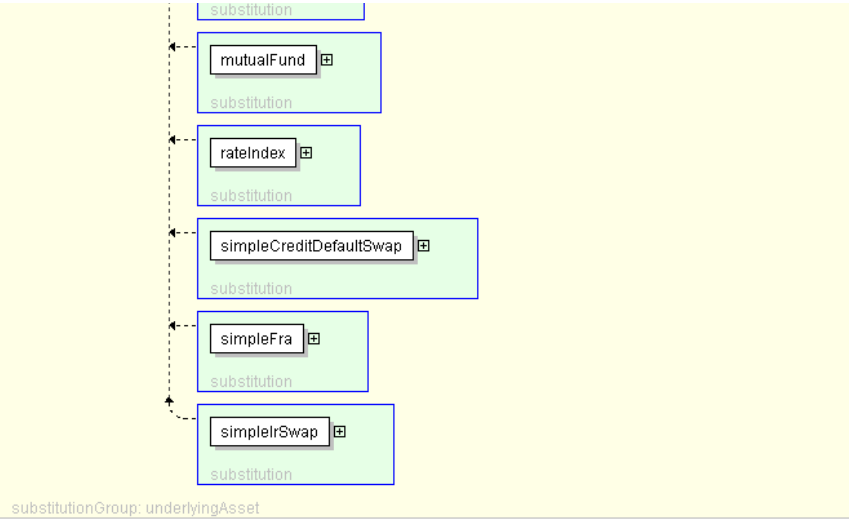 substitution
mutualFund
substitution
rateIndex
substitution
simpleCreditDefaultSwap
substitution
simpleFra
substitution
simpleIrSwap
substitution
substitutionGroup: underlyingAsset